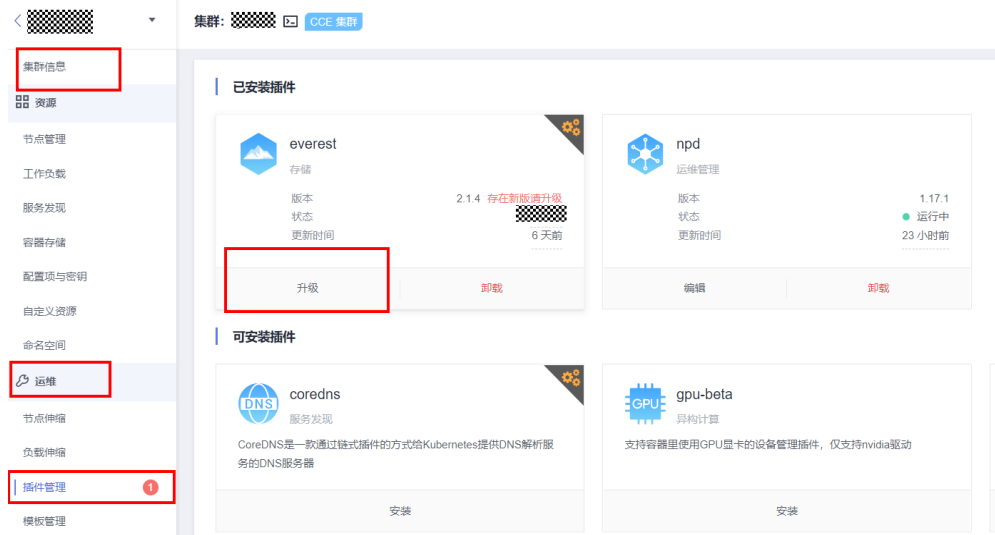 集群: CCE 集群
集群信息
资源
节点管理
工作负载
服务发现
容器存储
配置项与密钥
自定义资源
命名空间
运维
节点伸缩
负载伸缩
插件管理 1
模板管理
已安装插件
everest
存储
版本 2.1.4 存在新版请升级
状态
更新时间 6 天前
升级 卸载
npd
运维管理
版本 1.17.1
状态 运行中
更新时间 23 小时前
编辑 卸载
可安装插件
DNS
coredns
服务发现
CoreDNS是一款通过链式插件的方式给Kubernetes提供DNS解析服
务的DNS服务器
安装
GPU
gpu-beta
异构计算
支持容器里使用GPU显卡的设备管理插件，仅支持nvidia驱动
安装